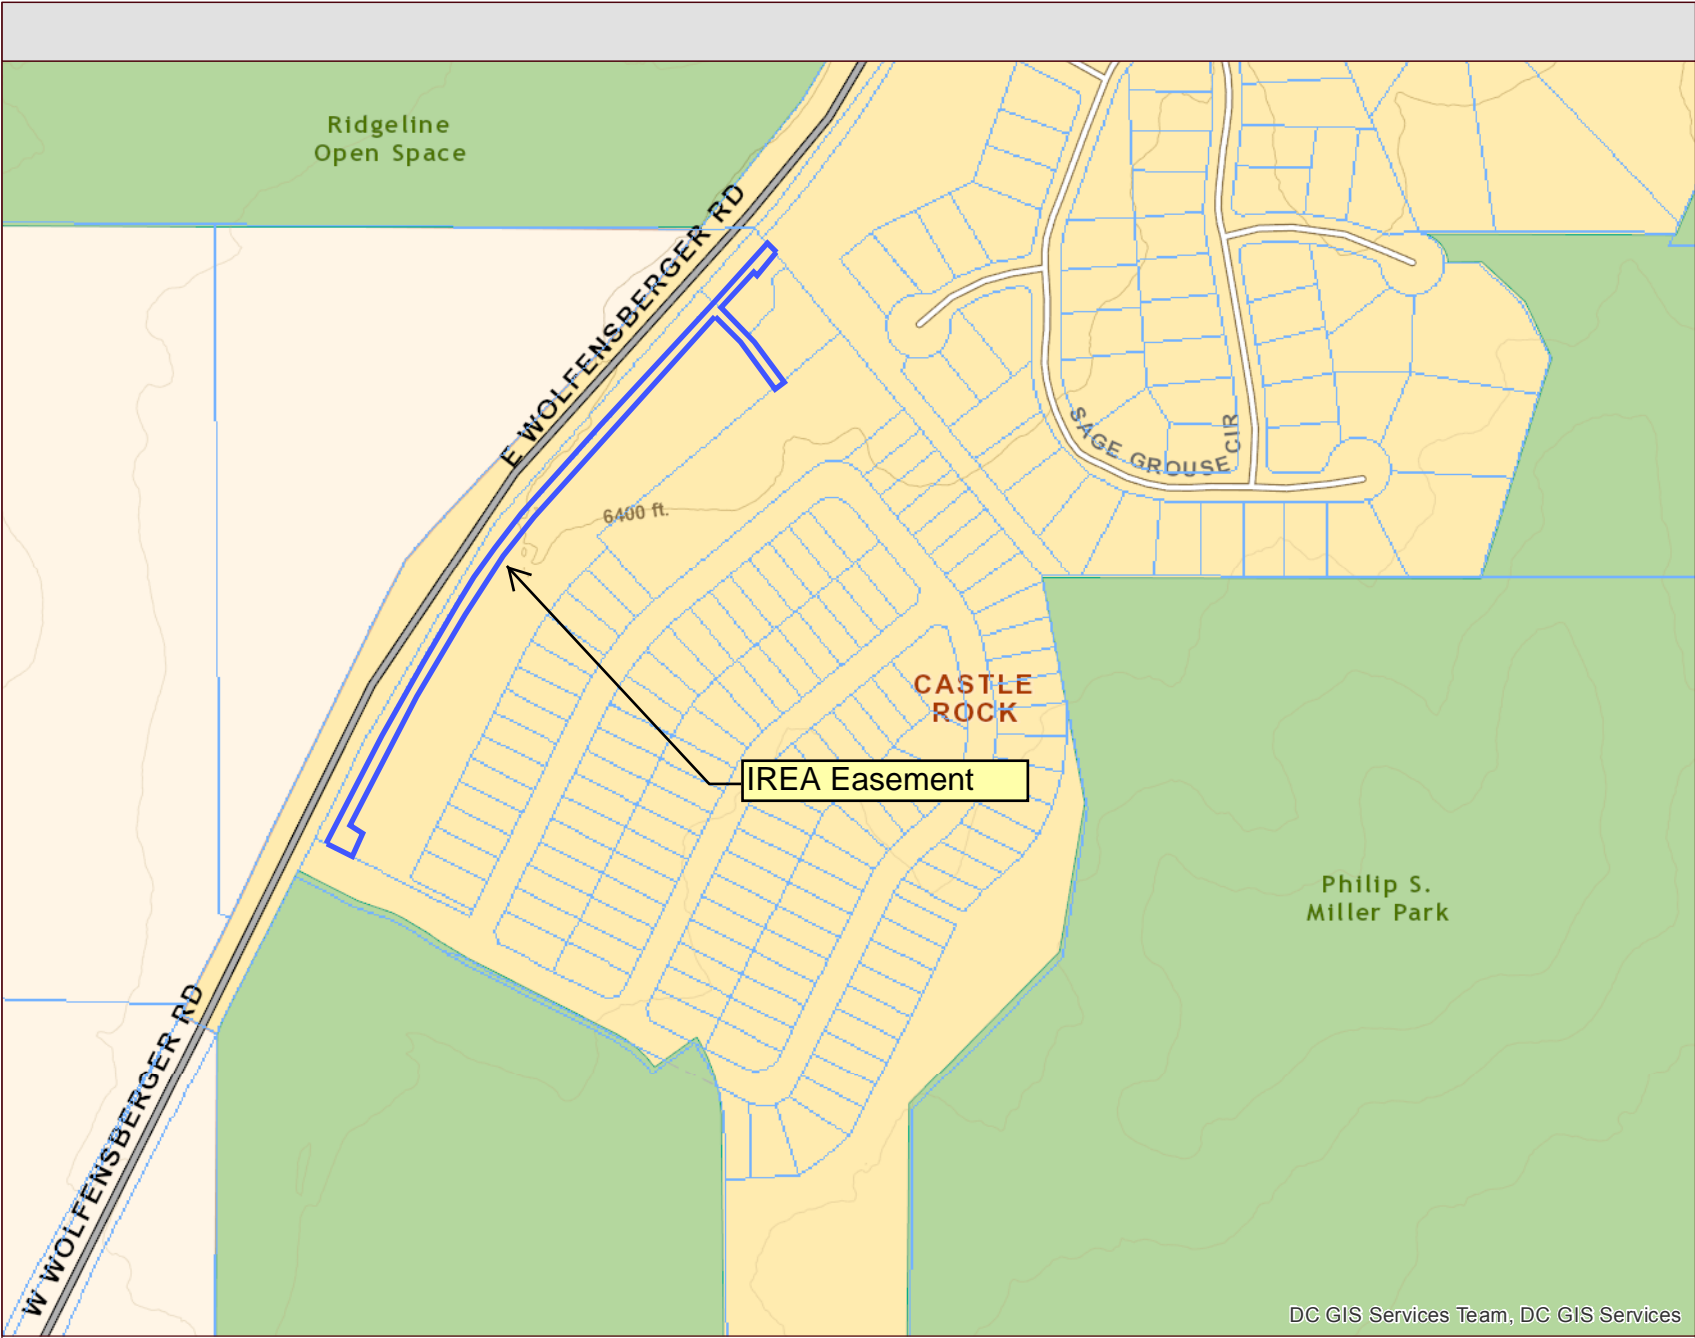 Ridgeline
Open Space
E WOLFENSBERGER RD
SAGE GROUSE CIR
6400 ft.
CASTLE
ROCK
IREA Easement
Philip S.
Miller Park
W WOLFENSBERGER RD
DC GIS Services Team, DC GIS Services